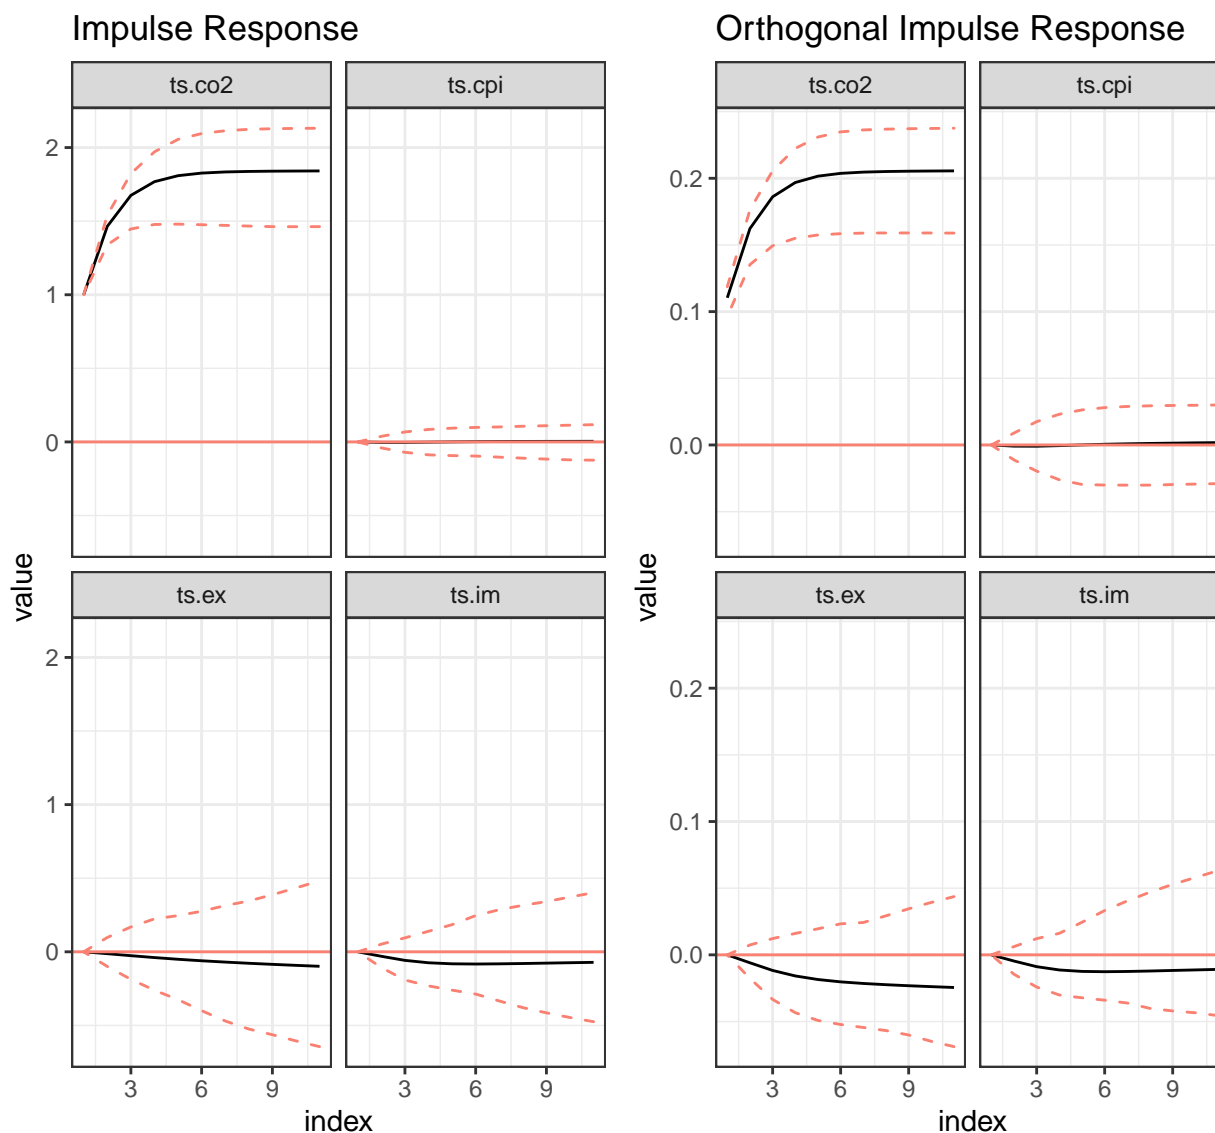 Impulse Response
Orthogonal Impulse Response
ts.co2
ts.cpi
ts.co2
ts.cpi
2
1
0
0.2
0.1
0.0
value
value
ts.ex
ts.im
ts.ex
ts.im
2
1
0
0.2
0.1
0.0
3 6 9
3 6 9
3 6 9
3 6 9
index
index